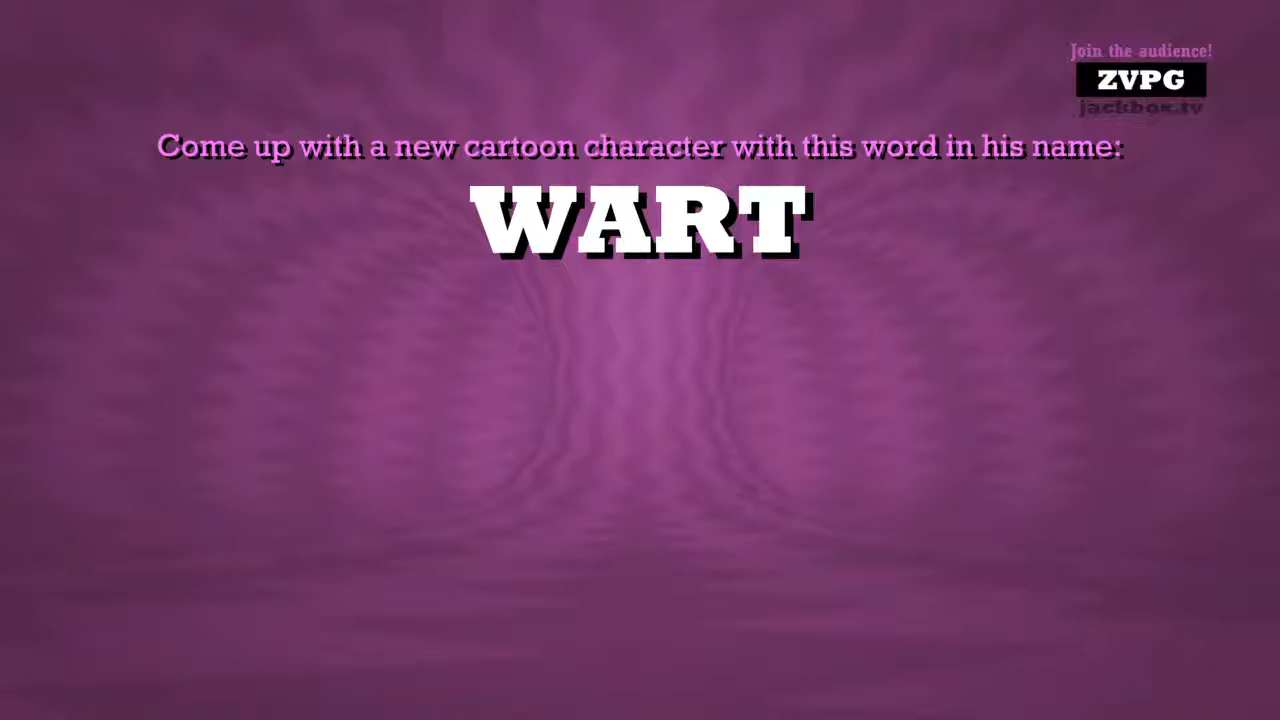 Join the audience!
ZVPG
jackbox.tv
Come up with a new cartoon character with this word in his name:
WART